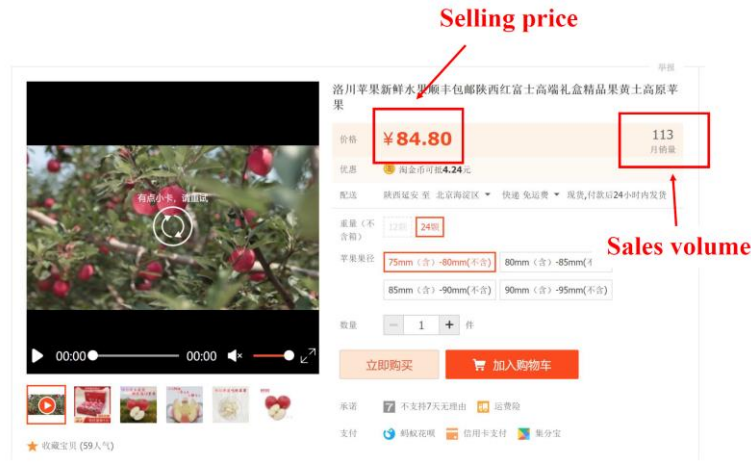 Selling price
举报
洛川苹果新鲜水果顺丰包邮陕西红富士高端礼盒精品果黄土高原苹
果
价格 ¥84.80 113
月销量
优惠 淘金币可抵4.24元
配送 陕西延安 至 北京海淀区 快递 免运费 现货,付款后24小时内发货
重量（不
含箱） 12颗 24颗
Sales volume
苹果果径 75mm（含）-80mm(不含) 80mm（含）-85mm(
85mm（含）-90mm(不含) 90mm（含）-95mm(不含)
有点小卡，请重试
数量 1 件
00:00 00:00
立即购买 加入购物车
承诺 7 不支持7天无理由 运费险
支付 蚂蚁花呗 信用卡支付 集分宝
收藏宝贝 (59人气)